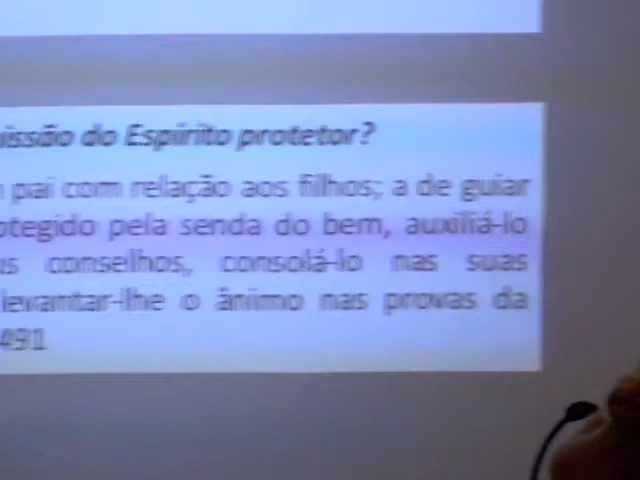 issão do Espírito protetor?
pai com relação aos filhos; a de guiar
otegido pela senda do bem, auxiliá-lo
us conselhos, consolá-lo nas suas
levantar-lhe o ânimo nas provas da
491